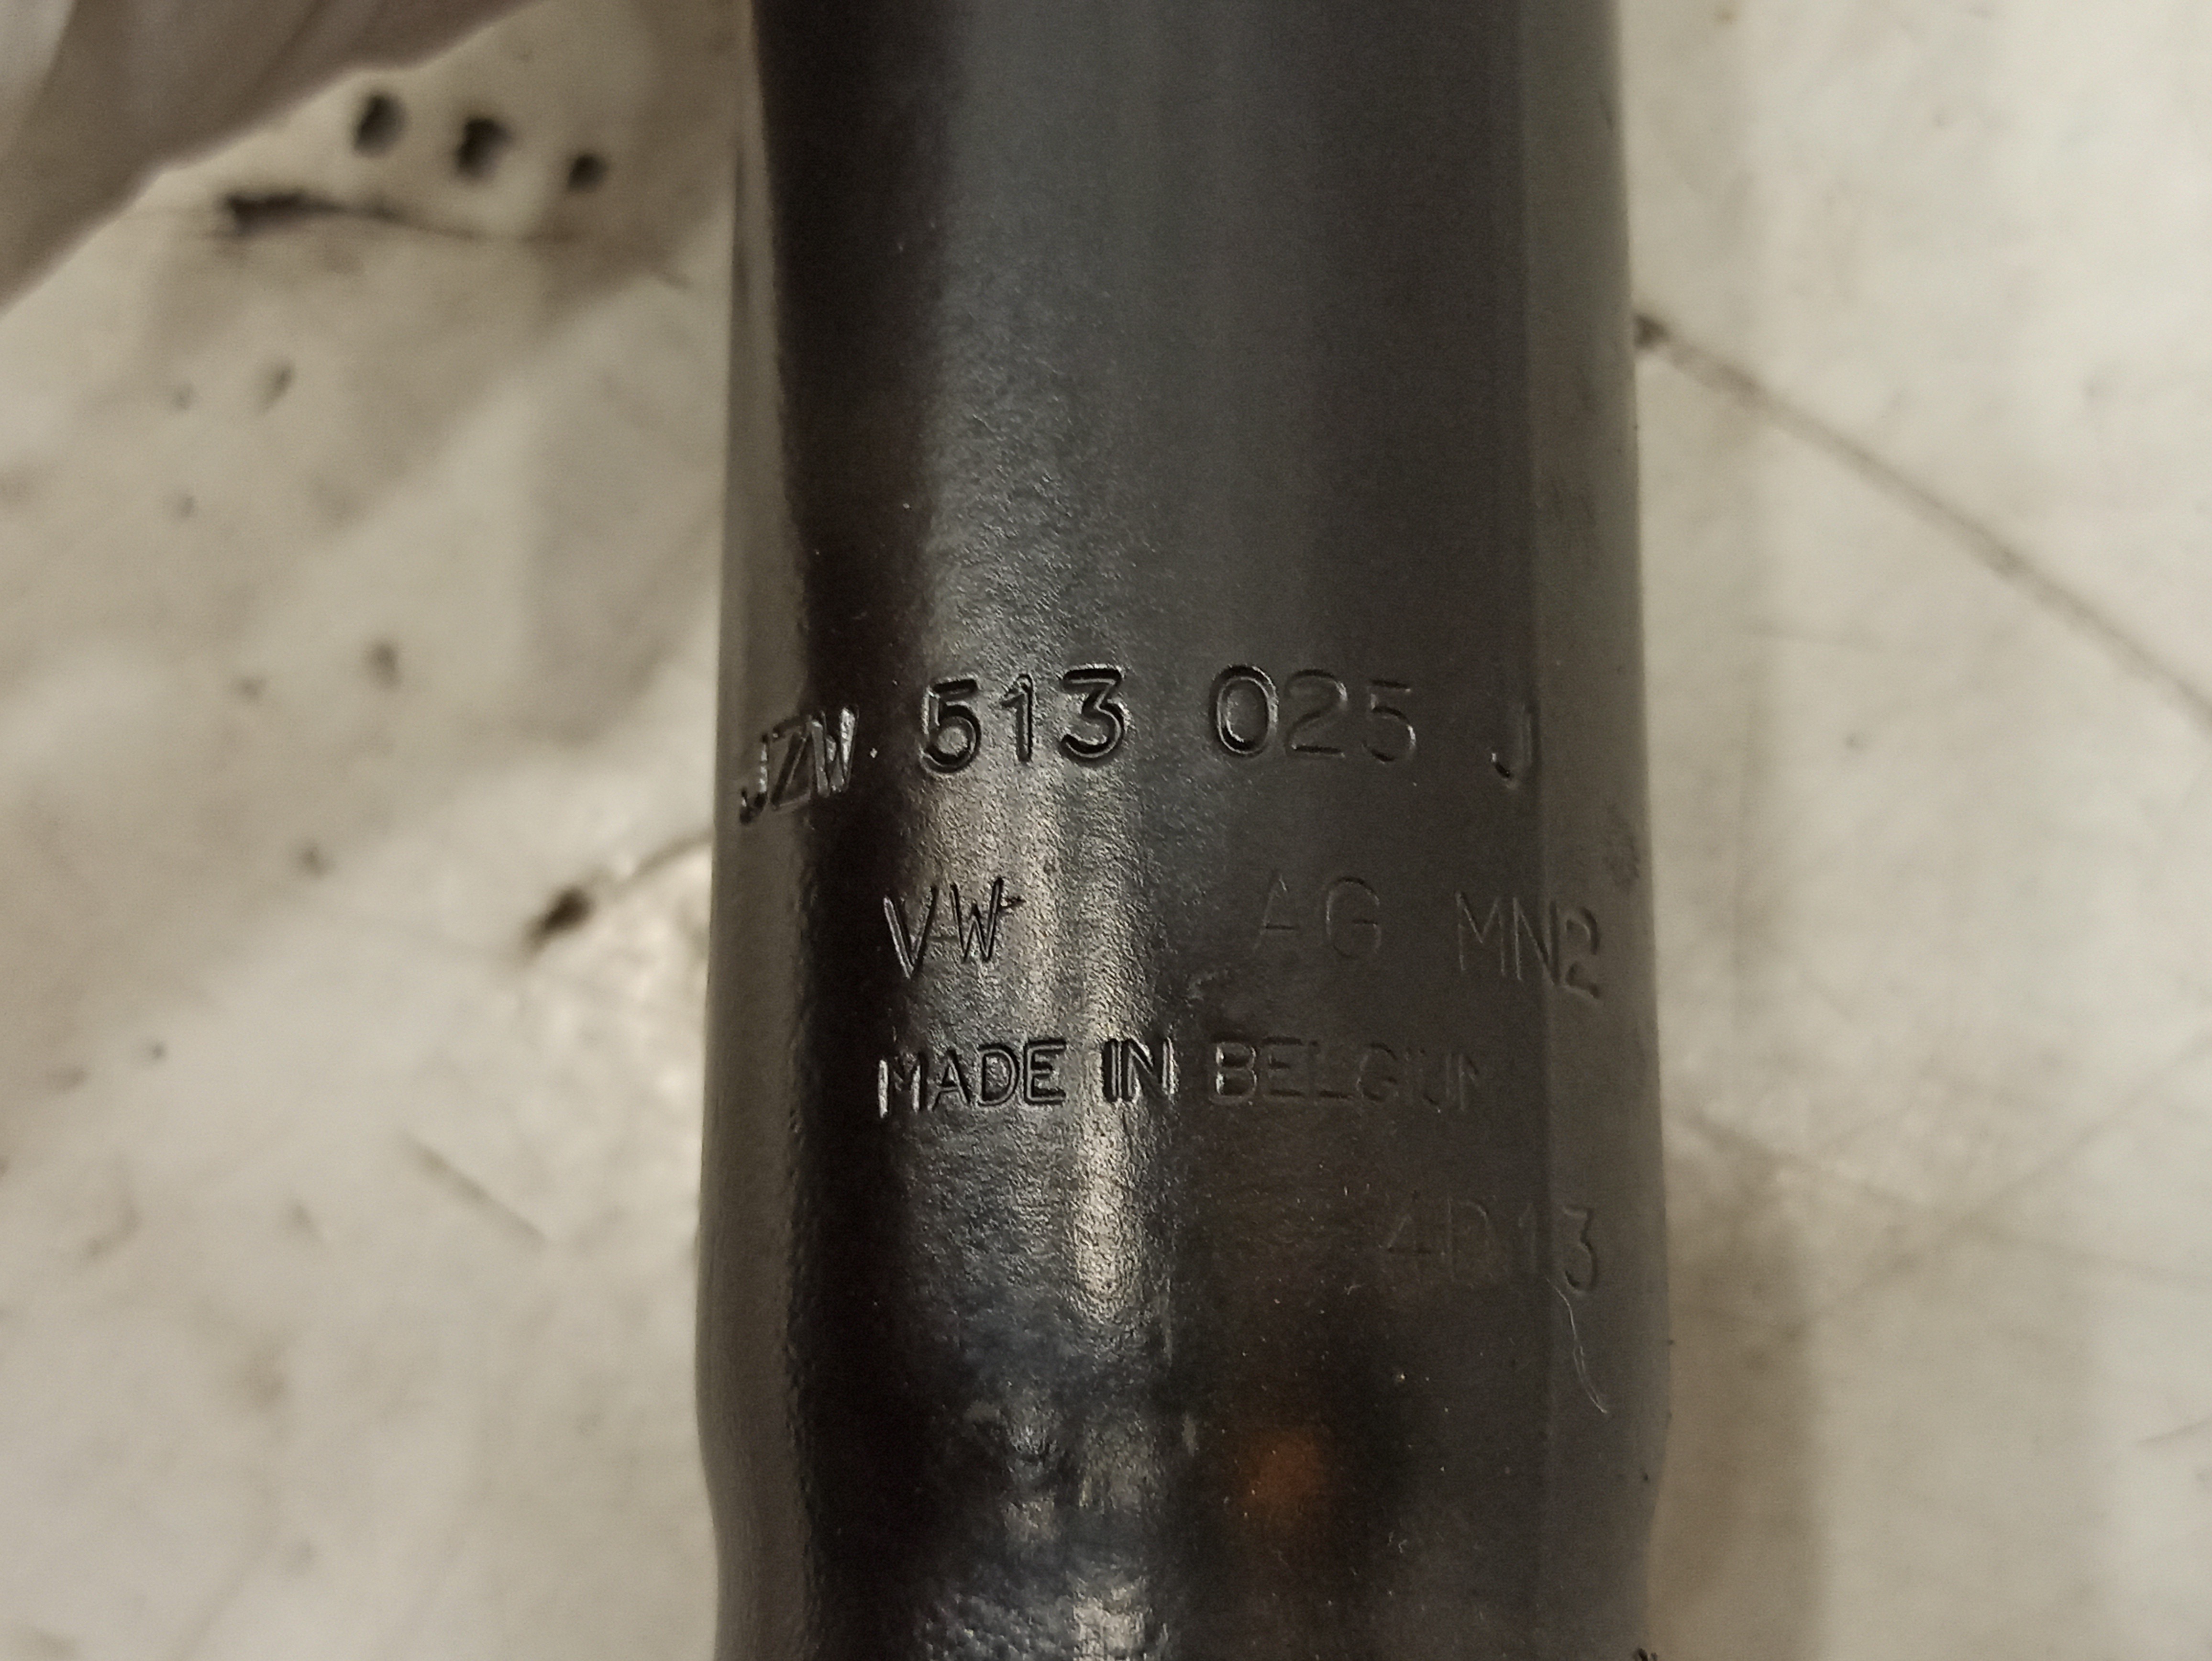 JZW 513 025 J
VW AG MN2
MADE IN BELGIUM
4D13